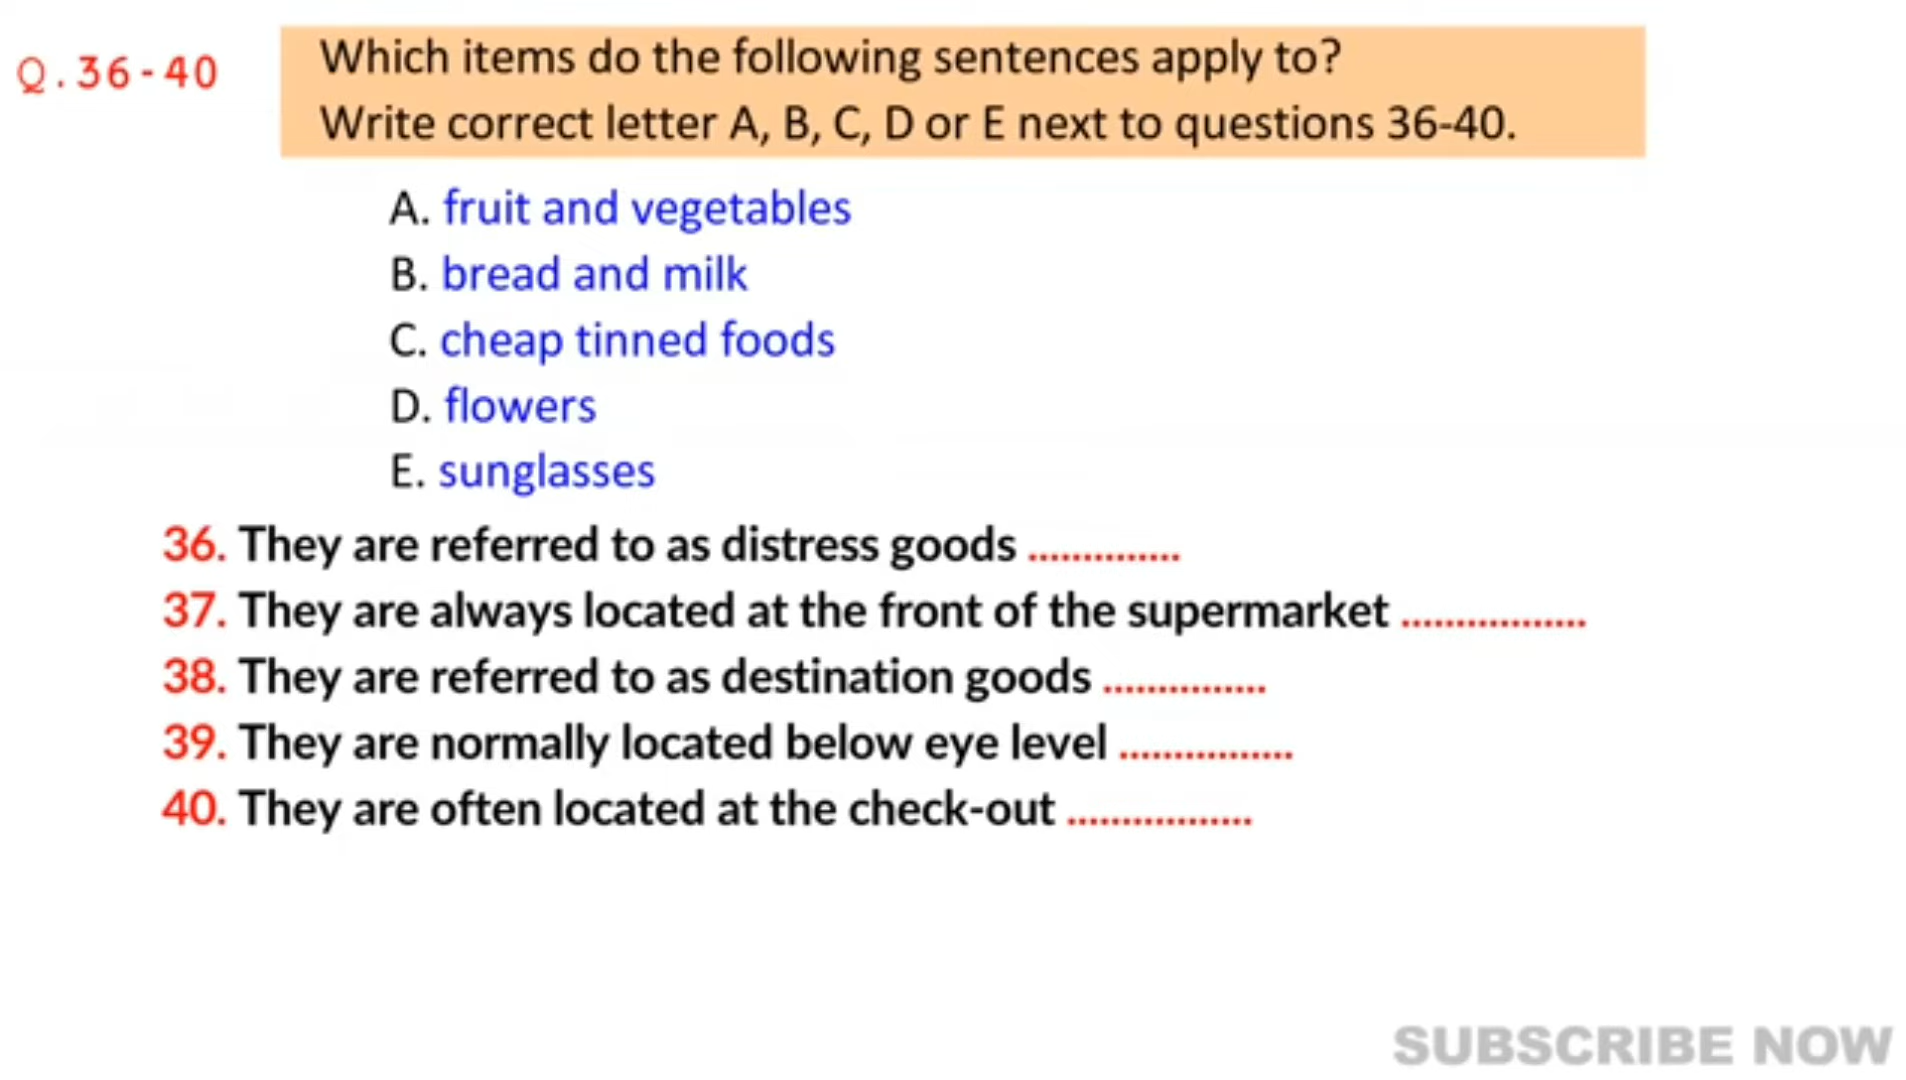 Q.36-40
Which items do the following sentences apply to?
Write correct letter A, B, C, D or E next to questions 36-40.
A. fruit and vegetables
B. bread and milk
C. cheap tinned foods
D. flowers
E. sunglasses
36. They are referred to as distress goods ..............
37. They are always located at the front of the supermarket .................
38. They are referred to as destination goods ...............
39. They are normally located below eye level ................
40. They are often located at the check-out .................
SUBSCRIBE NOW